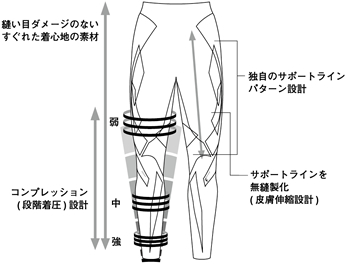 縫い目ダメージのない
すぐれた着心地の素材
独自のサポートライン
パターン設計
弱
サポートラインを
無縫製化
(皮膚伸縮設計)
コンプレッション
(段階着圧)設計
中
強